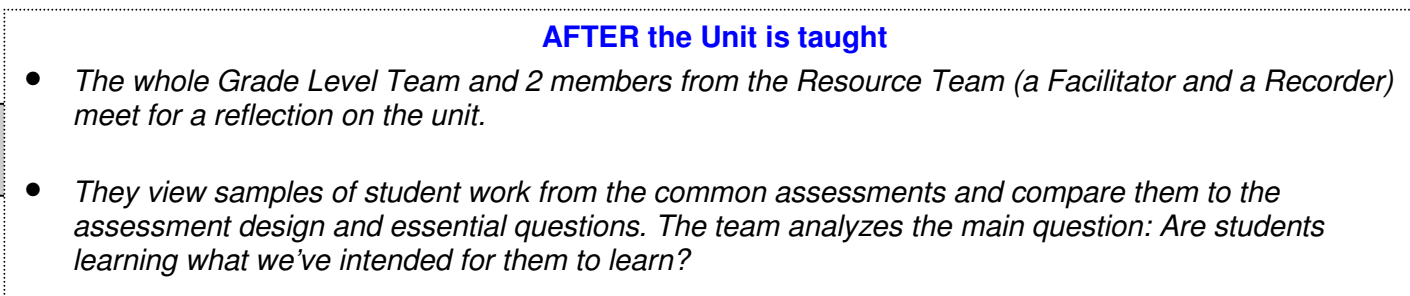 AFTER the Unit is taught
● The whole Grade Level Team and 2 members from the Resource Team (a Facilitator and a Recorder)
meet for a reflection on the unit.
● They view samples of student work from the common assessments and compare them to the
assessment design and essential questions. The team analyzes the main question: Are students
learning what we've intended for them to learn?